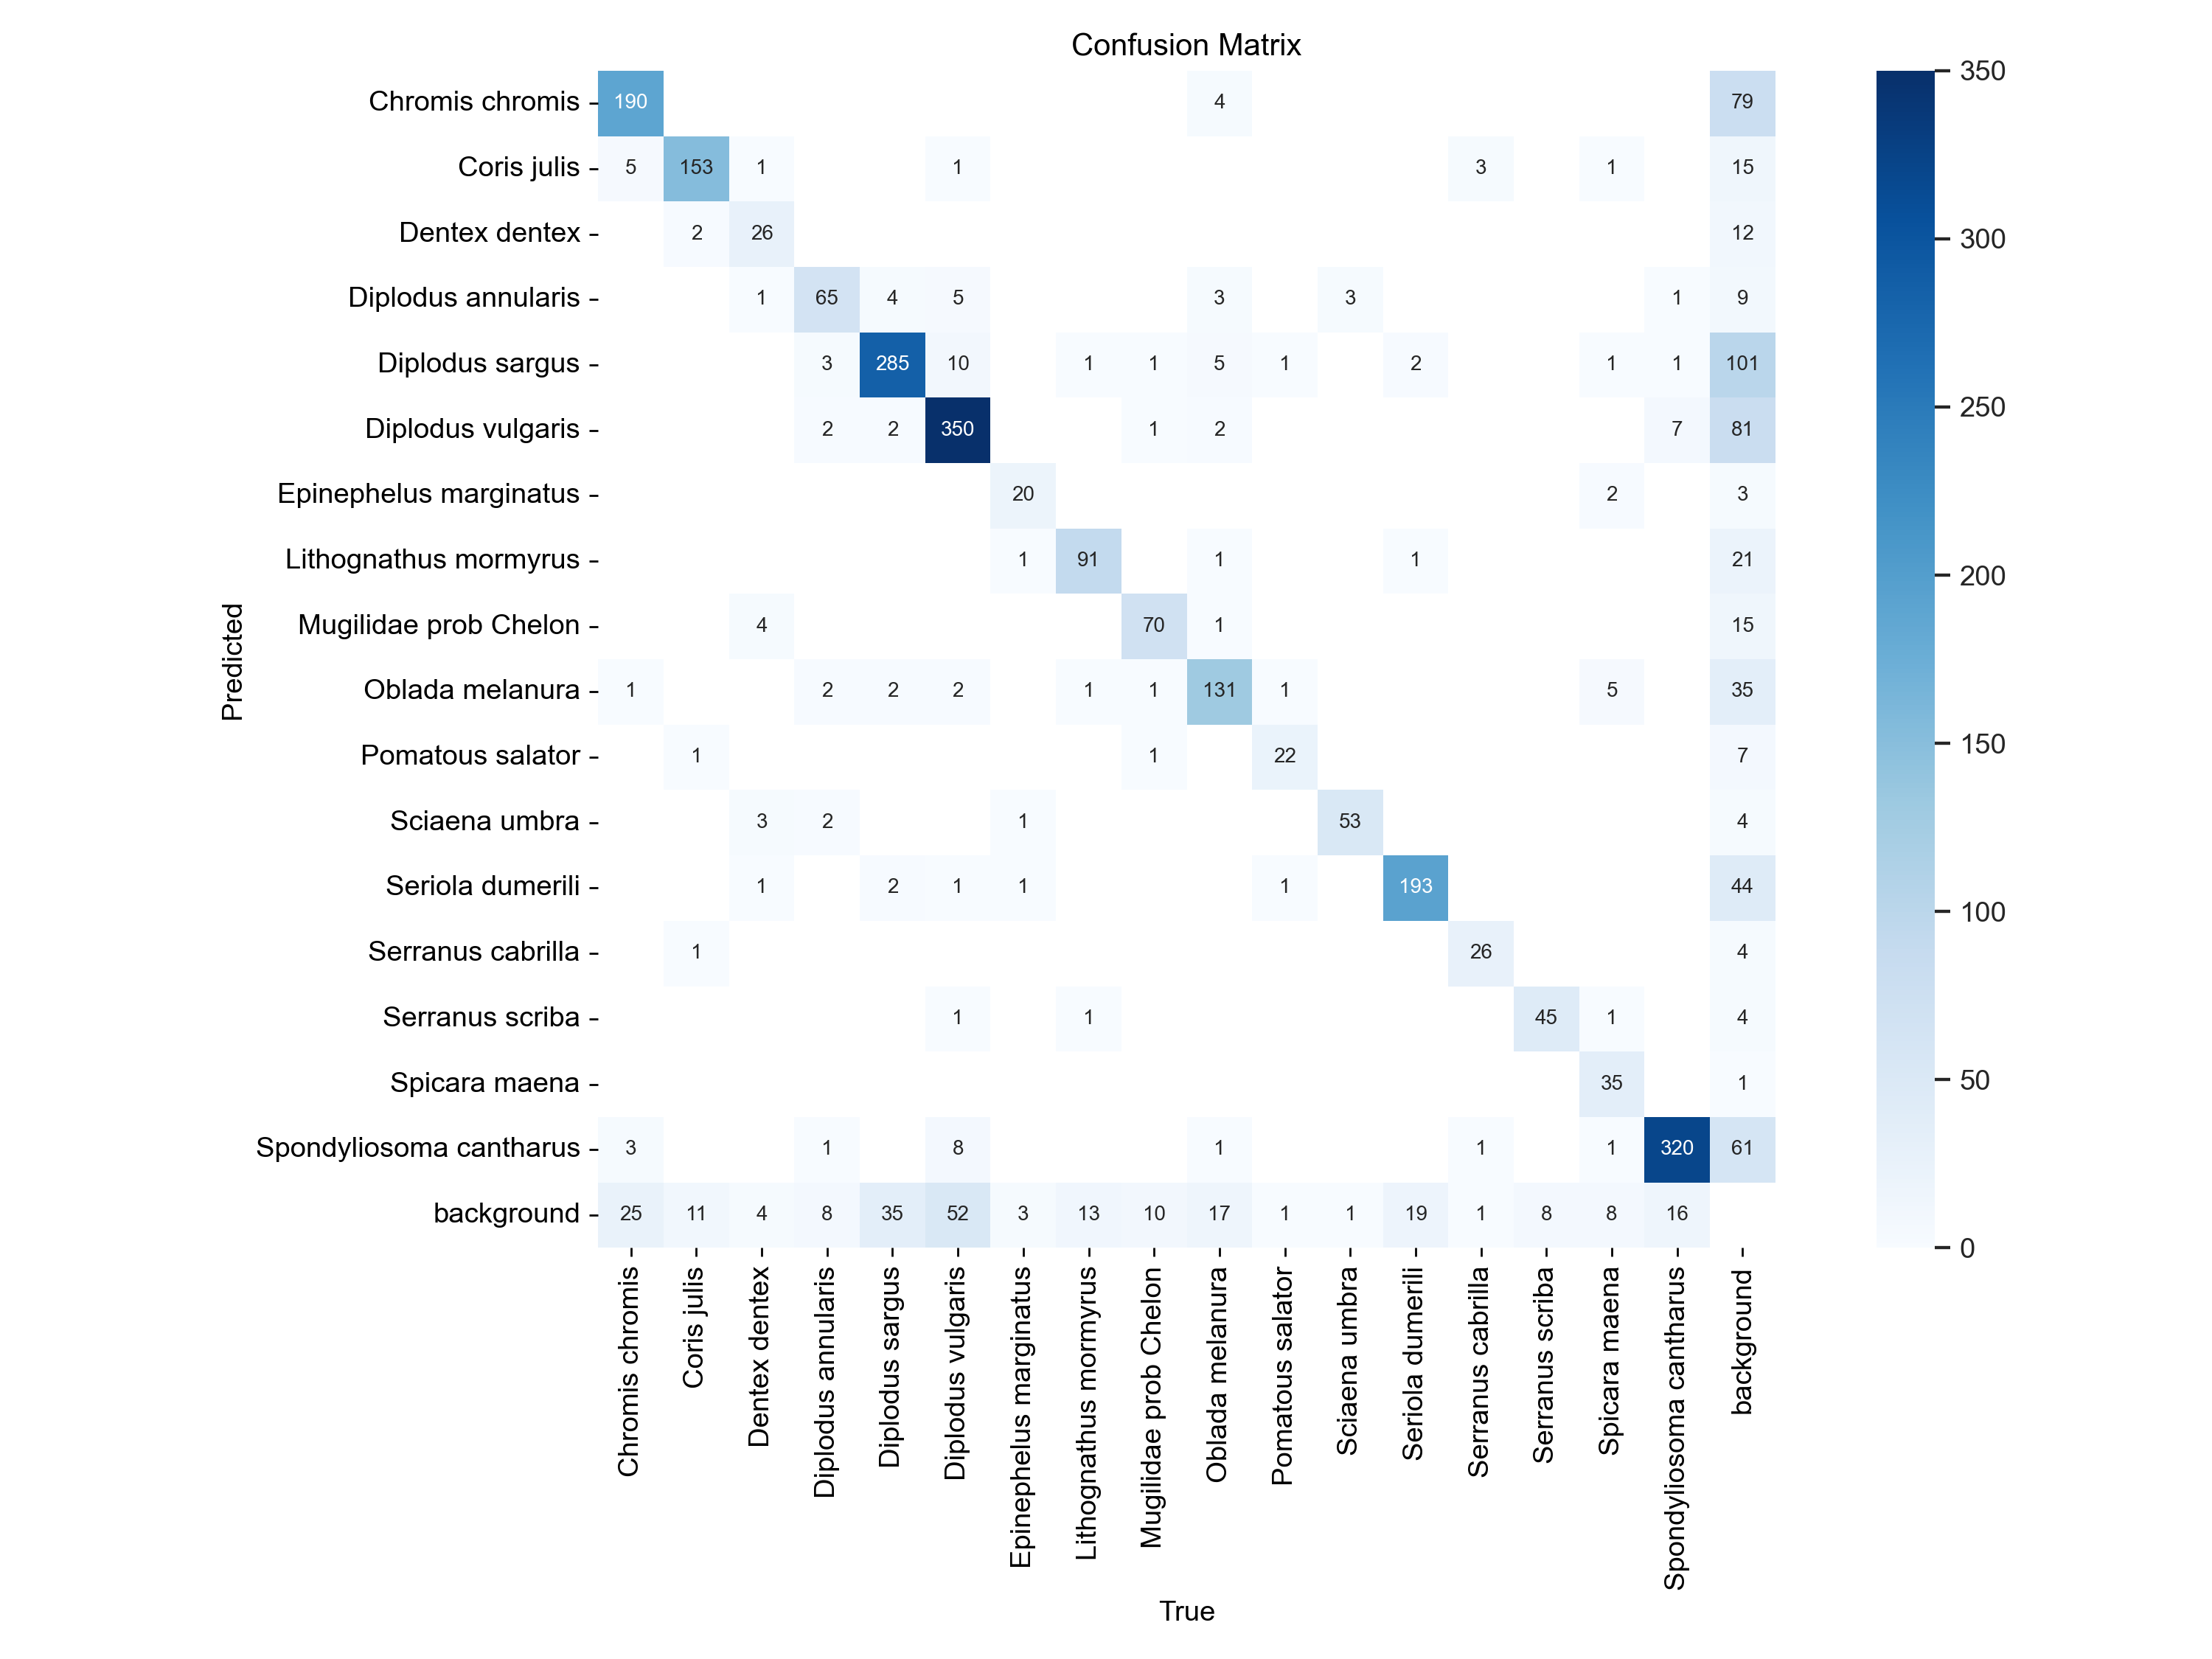 Confusion Matrix
Chromis chromis 190 4 79 350
Coris julis 5 153 1 1 3 1 15
Dentex dentex 2 26 12 300
Diplodus annularis 1 65 4 5 3 3 1 9
Diplodus sargus 3 285 10 1 1 5 1 2 1 1 101
Diplodus vulgaris 2 2 350 1 2 7 81 250
Epinephelus marginatus 20 2 3
Lithognathus mormyrus 1 91 1 1 21 200
Mugilidae prob Chelon 4 70 1 15
Oblada melanura 1 2 2 2 1 1 131 1 5 35
Pomatous salator 1 1 22 7 150
Sciaena umbra 3 2 1 53 4
Seriola dumerili 1 2 1 1 1 193 44 100
Serranus cabrilla 1 26 4
Serranus scriba 1 1 45 1 4
Spicara maena 35 1 50
Spondyliosoma cantharus 3 1 8 1 1 1 320 61
background 25 11 4 8 35 52 3 13 10 17 1 1 19 1 8 8 16 0
Predicted
Chromis chromis
Coris julis
Dentex dentex
Diplodus annularis
Diplodus sargus
Diplodus vulgaris
Epinephelus marginatus
Lithognathus mormyrus
Mugilidae prob Chelon
Oblada melanura
Pomatous salator
Sciaena umbra
Seriola dumerili
Serranus cabrilla
Serranus scriba
Spicara maena
Spondyliosoma cantharus
background
True